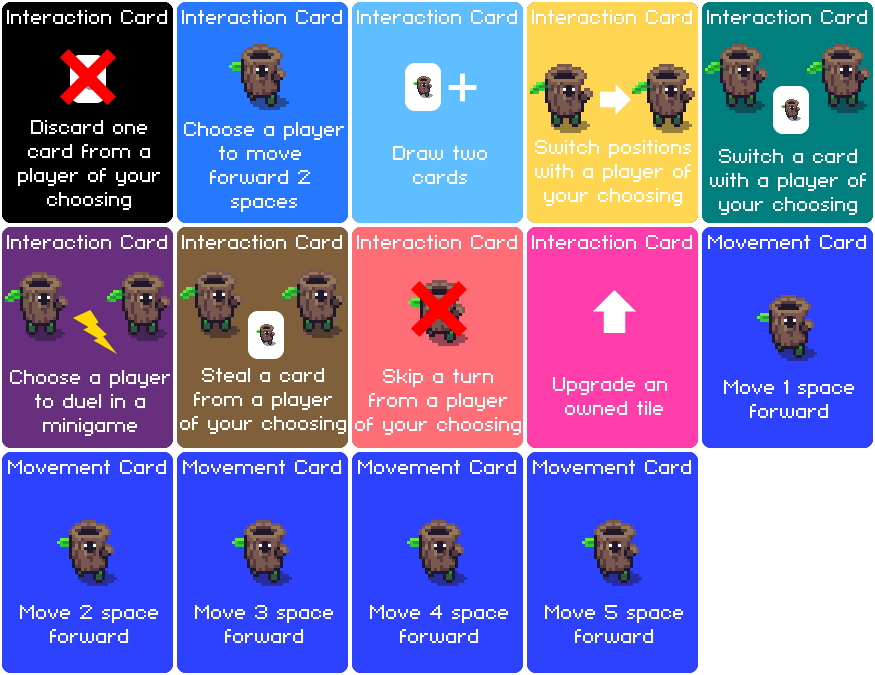 Interaction Card
Discard one
card from a
player of your
choosing
Interaction Card
Choose a player
to move
forward 2
spaces
Interaction Card
Draw two
cards
Interaction Card
Switch positions
with a player of
your choosing
Interaction Card
Switch a card
with a player of
your choosing
Interaction Card
Choose a player
to duel in a
minigame
Interaction Card
Steal a card
from a player
of your choosing
Interaction Card
Skip a turn
from a player
of your choosing
Interaction Card
Upgrade an
owned tile
Movement Card
Move 1 space
forward
Movement Card
Move 2 space
forward
Movement Card
Move 3 space
forward
Movement Card
Move 4 space
forward
Movement Card
Move 5 space
forward